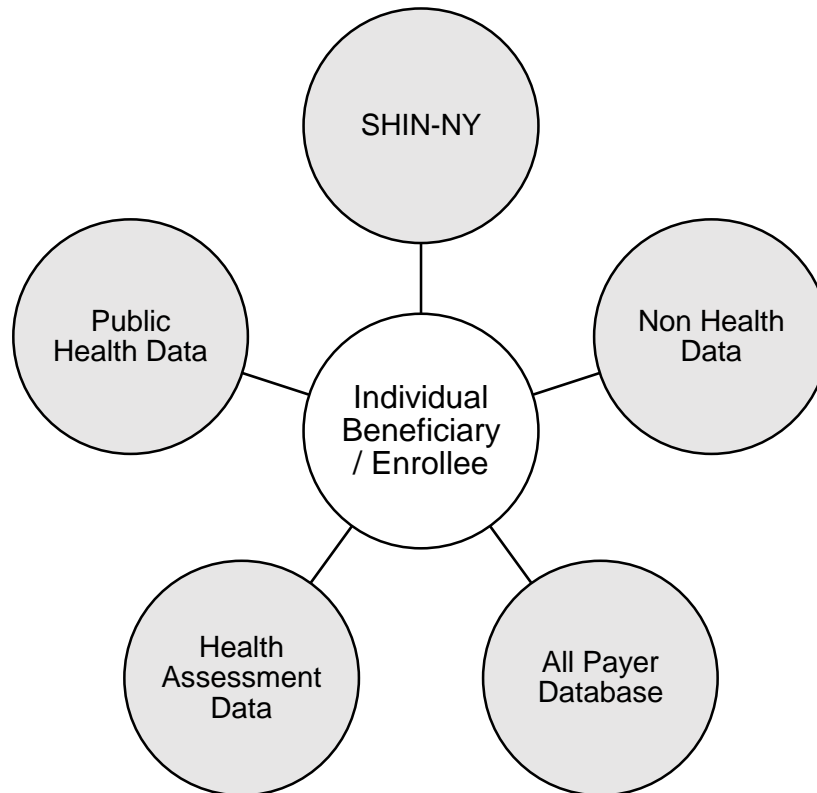 SHIN-NY
Public
Health Data
Non Health
Data
Individual
Beneficiary
/ Enrollee
Health
Assessment
Data
All Payer
Database